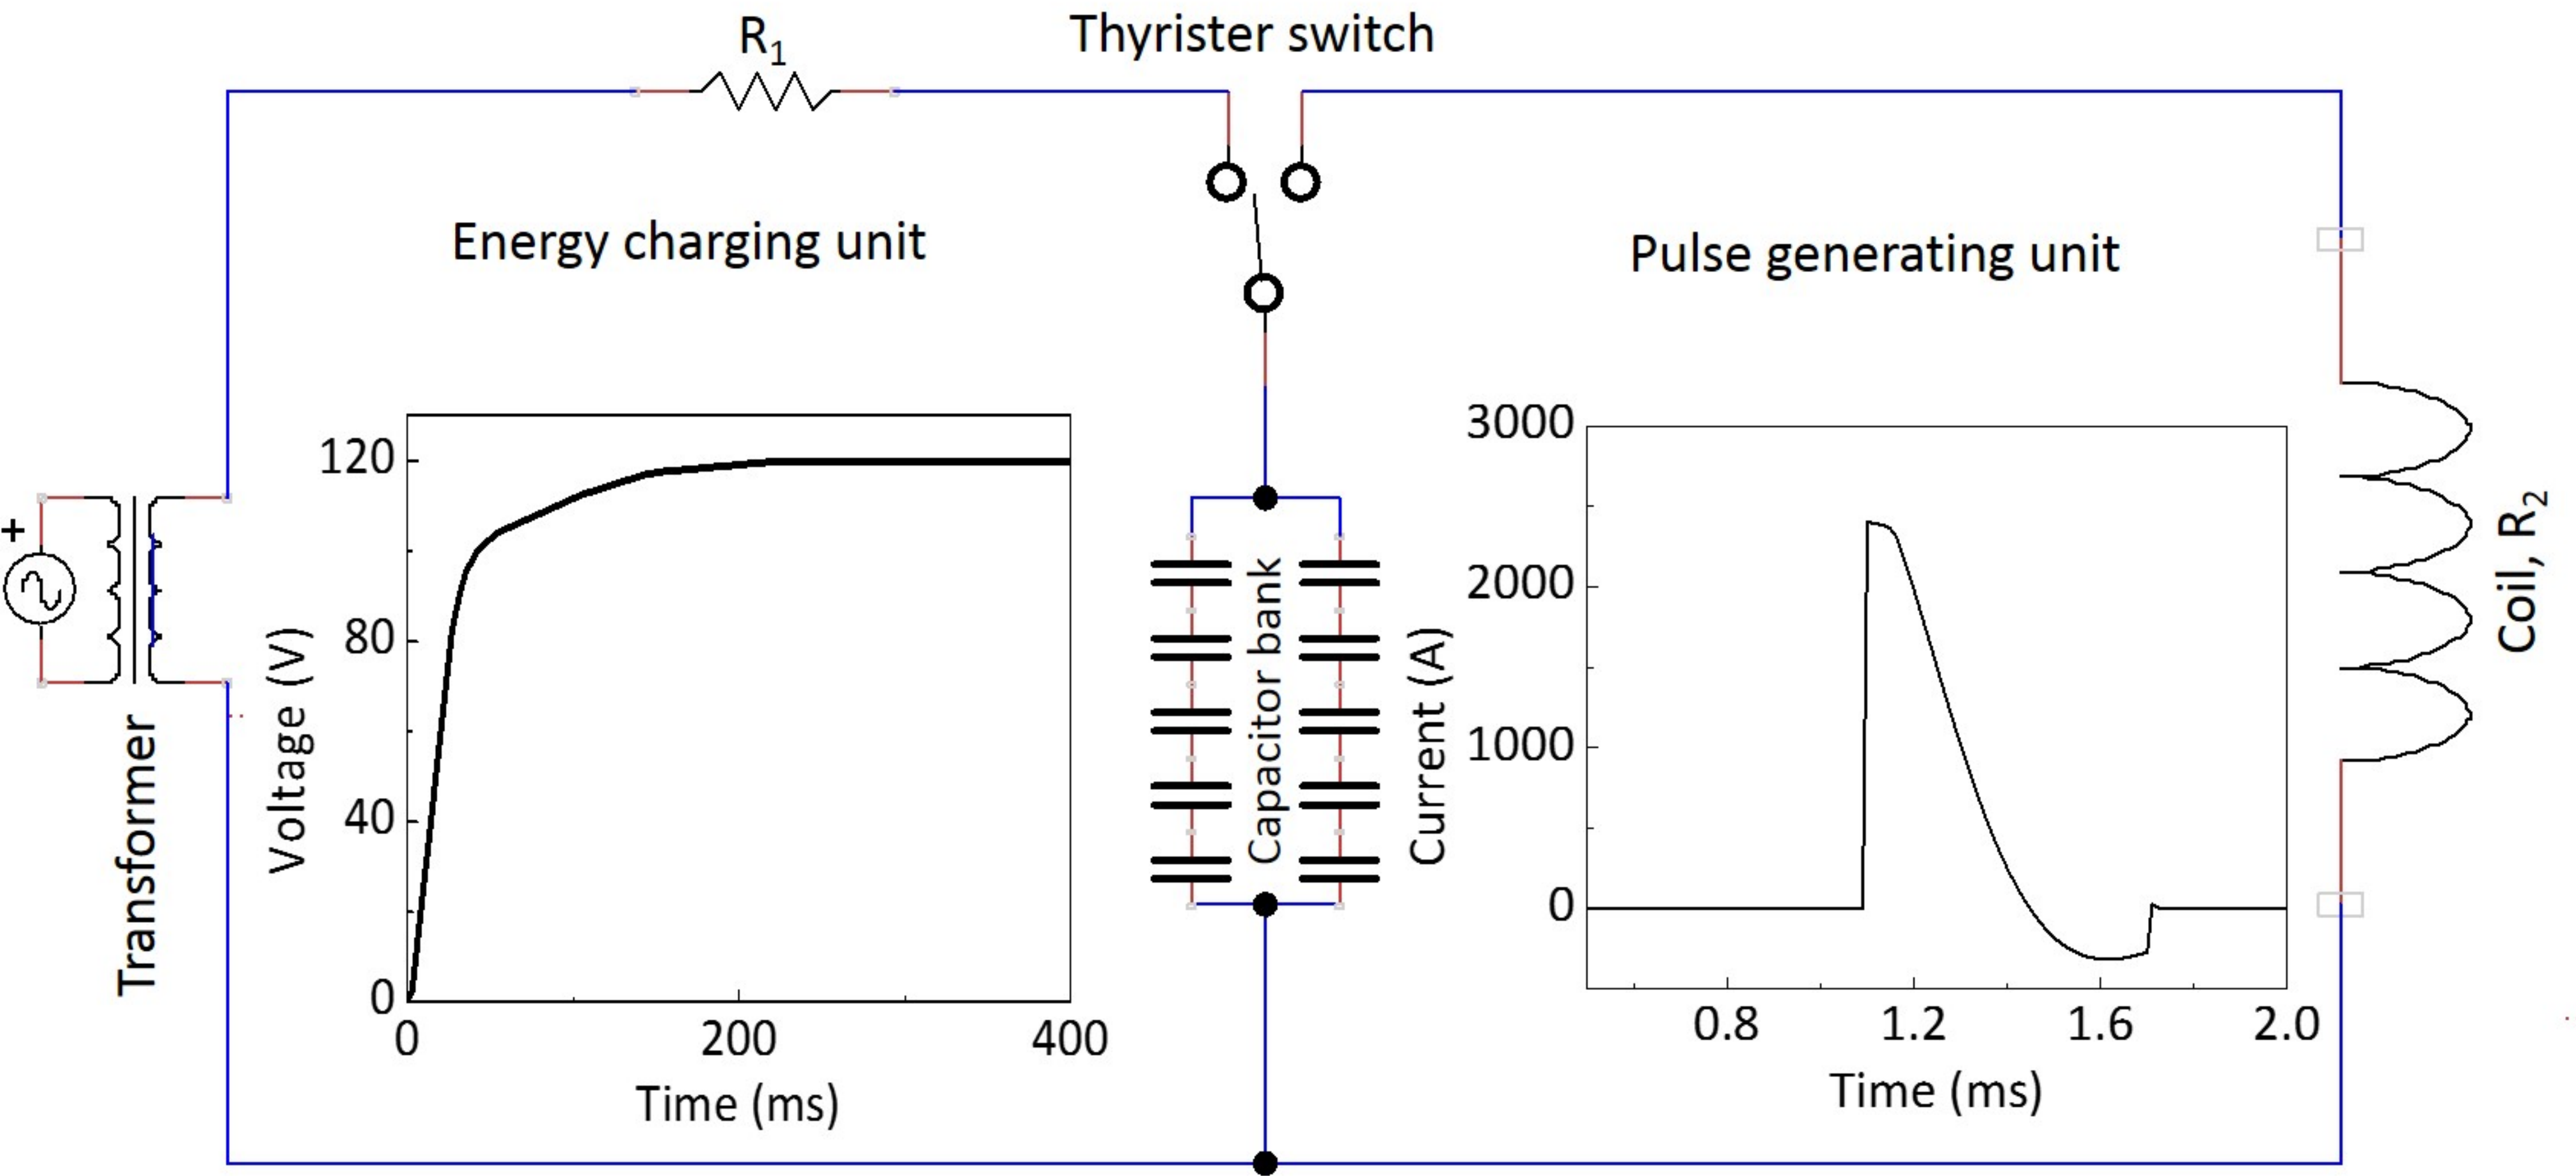 R1
Thyrister switch
Energy charging unit
Pulse generating unit
+
Transformer
Voltage (V)
120
80
40
0
0 200 400
Time (ms)
Capacitor bank
Current (A)
3000
2000
1000
0
0.8 1.2 1.6 2.0
Time (ms)
Coil, R2